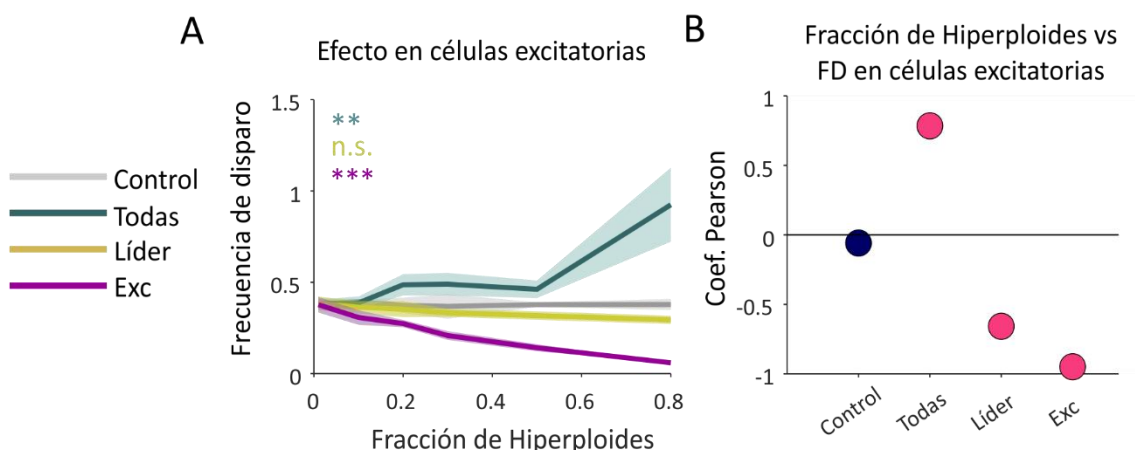 A
Efecto en células excitatorias
Control
Todas
Líder
Exc
Frecuencia de disparo
1.5
1
0.5
0
**
n.s.
***
0
0.2
0.4
0.6
0.8
Fracción de Hiperploides
B
Fracción de Hiperploides vs
FD en células excitatorias
Coef. Pearson
1
0.5
0
-0.5
-1
Control
Todas
Líder
Exc